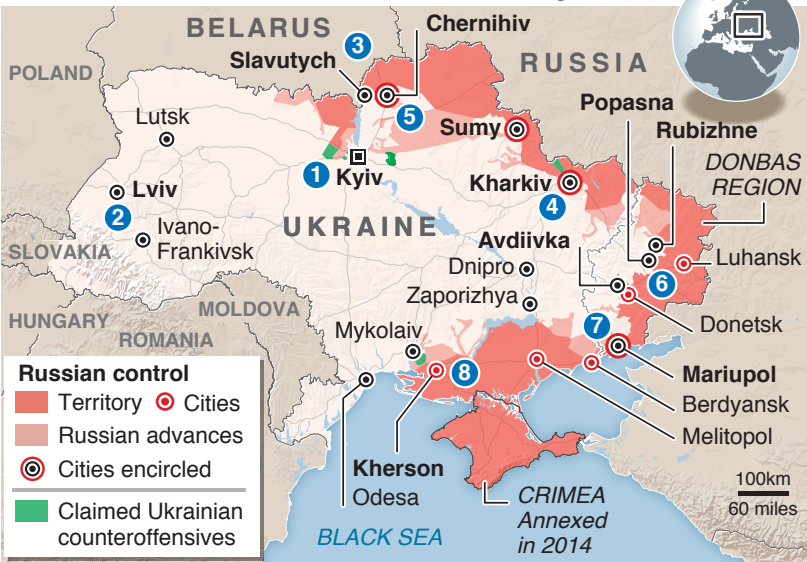 BELARUS
Chernihiv
3
Slavutych
POLAND
RUSSIA
Popasna
Lutsk
5
Sumy
Rubizhne
1
Kyiv
DONBAS
REGION
Lviv
Kharkiv
2
4
UKRAINE
Ivano-
Frankivsk
Avdiivka
SLOVAKIA
Dnipro
Luhansk
6
Zaporizhya
MOLDOVA
HUNGARY
Donetsk
7
ROMANIA
Mykolaiv
Russian control
8
Mariupol
Territory
Cities
Berdyansk
Russian advances
Melitopol
Cities encircled
Kherson
Odesa
100km
60 miles
CRIMEA
Annexed
in 2014
Claimed Ukrainian
counteroffensives
BLACK SEA